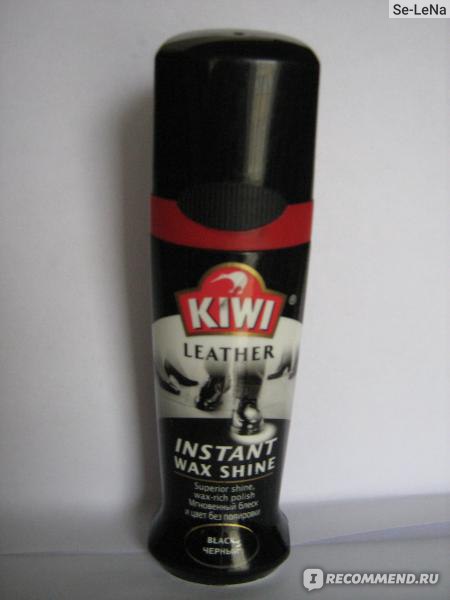 Se-LeNa
KIWI ®
LEATHER
INSTANT
WAX SHINE
Superior shine,
wax-rich polish
Мгновенный блеск
и цвет без полировки
BLACK
ЧЕРНЫЙ
iRECOMMEND.RU